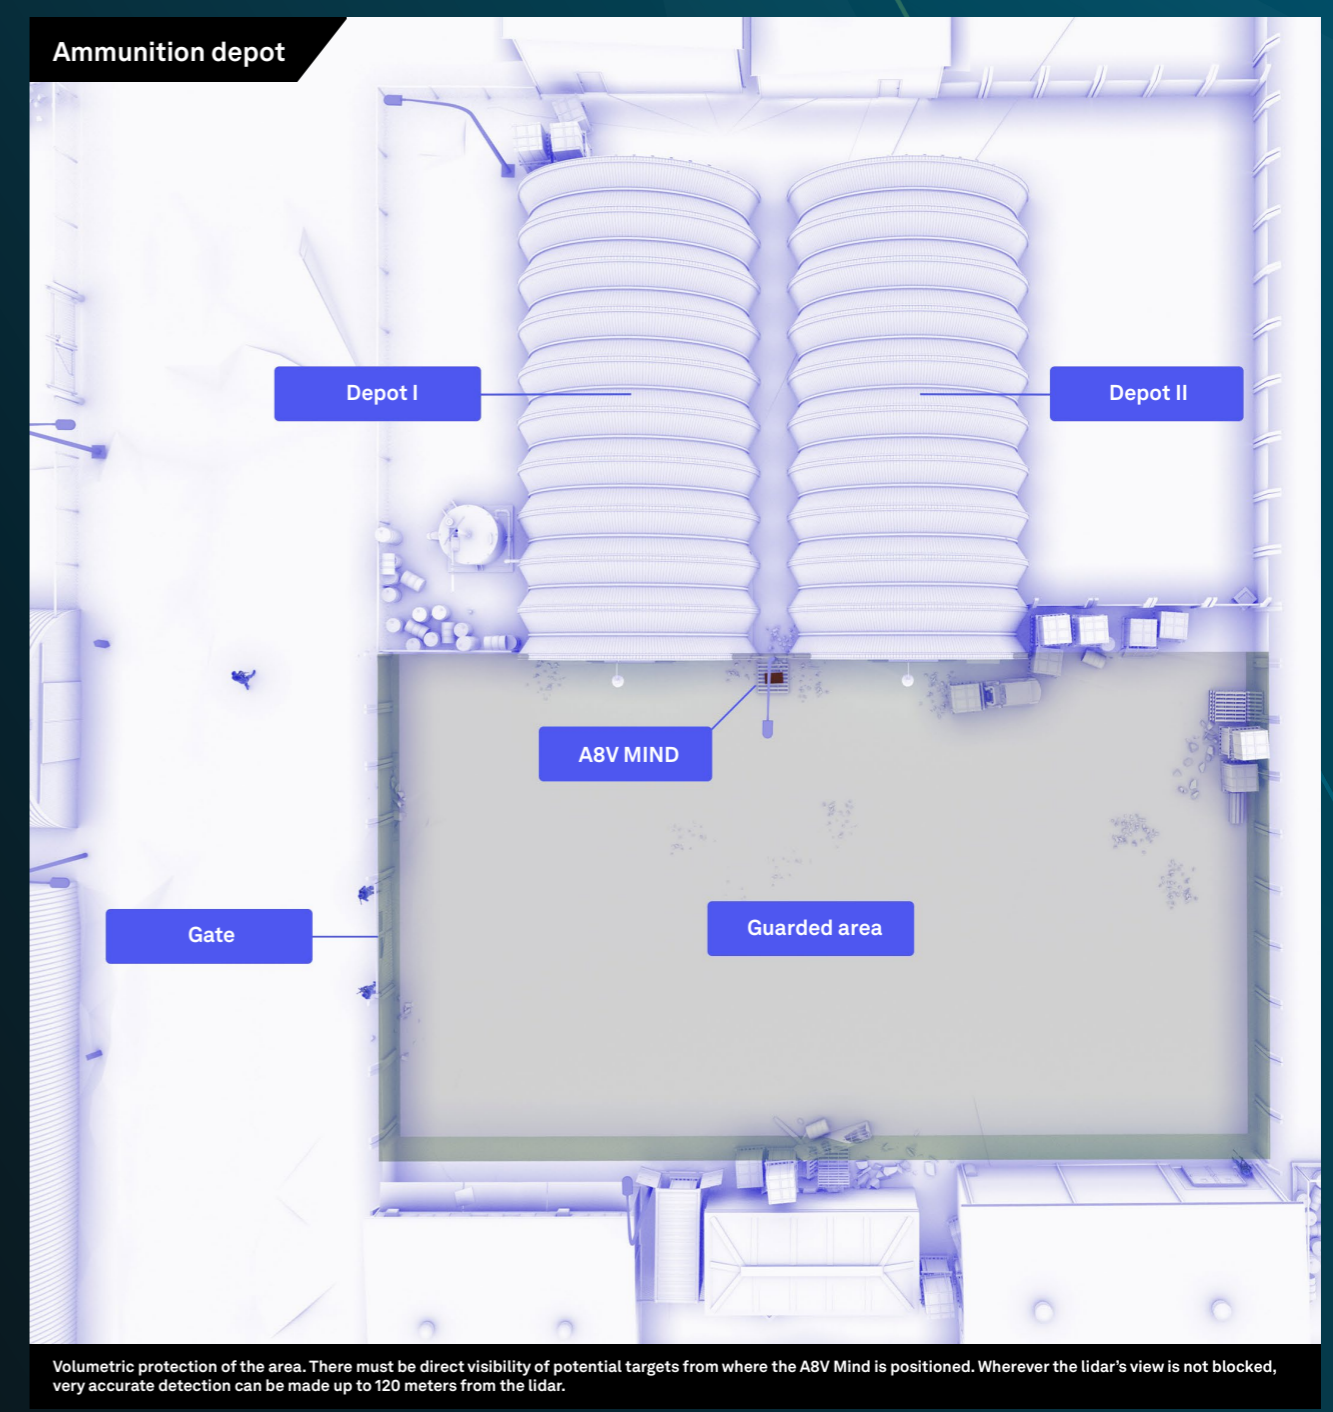 Ammunition depot
Depot I
Depot II
A8V MIND
Guarded area
Gate
Volumetric protection of the area. There must be direct visibility of potential targets from where the A8V Mind is positioned. Wherever the lidar's view is not blocked,
very accurate detection can be made up to 120 meters from the lidar.